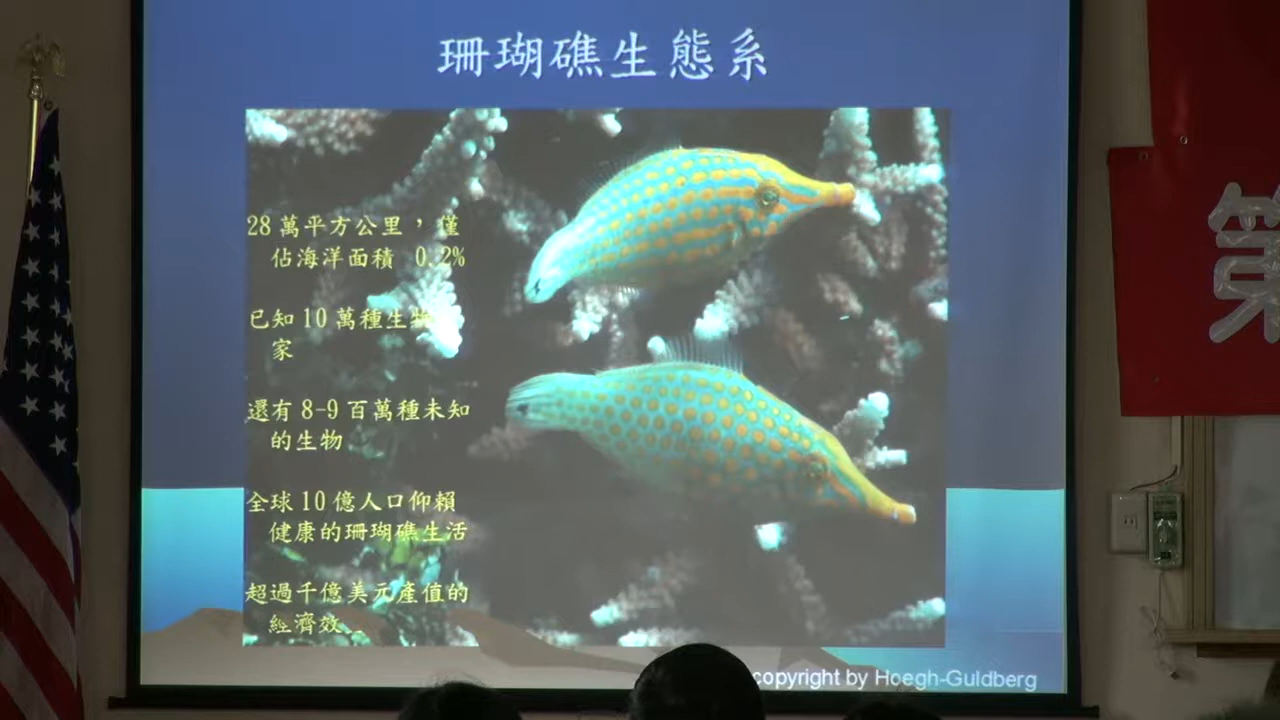 珊瑚礁生態系
28 萬平方公里，僅
佔海洋面積 0.2%
已知 10 萬種生物
家
還有 8-9 百萬種未知
的生物
全球 10 億人口仰賴
健康的珊瑚礁生活
超過千億美元產值的
經濟效
copyright by Hoegh-Guldberg
第